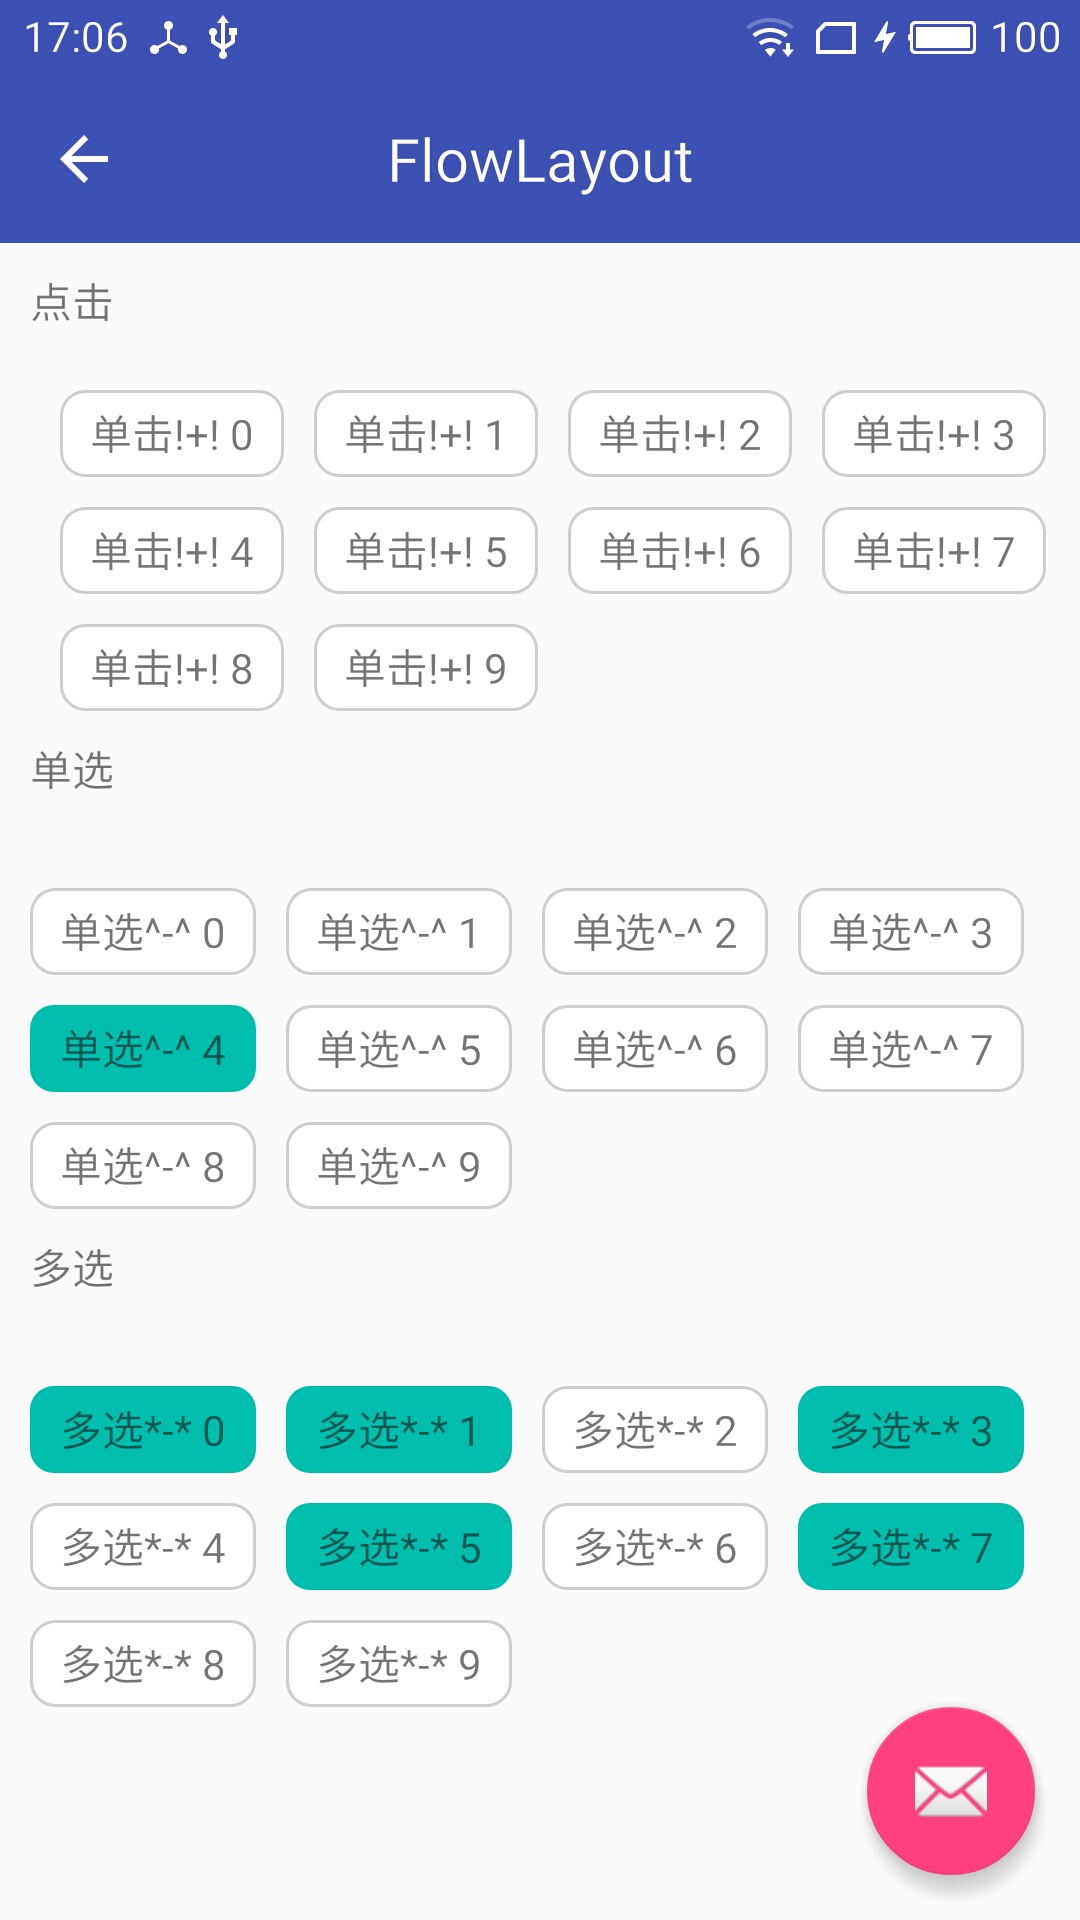 17:06 100
FlowLayout
点击
单击!+! 0 单击!+! 1 单击!+! 2 单击!+! 3
单击!+! 4 单击!+! 5 单击!+! 6 单击!+! 7
单击!+! 8 单击!+! 9
单选
单选^-^ 0 单选^-^ 1 单选^-^ 2 单选^-^ 3
单选^-^ 4 单选^-^ 5 单选^-^ 6 单选^-^ 7
单选^-^ 8 单选^-^ 9
多选
多选*-* 0 多选*-* 1 多选*-* 2 多选*-* 3
多选*-* 4 多选*-* 5 多选*-* 6 多选*-* 7
多选*-* 8 多选*-* 9